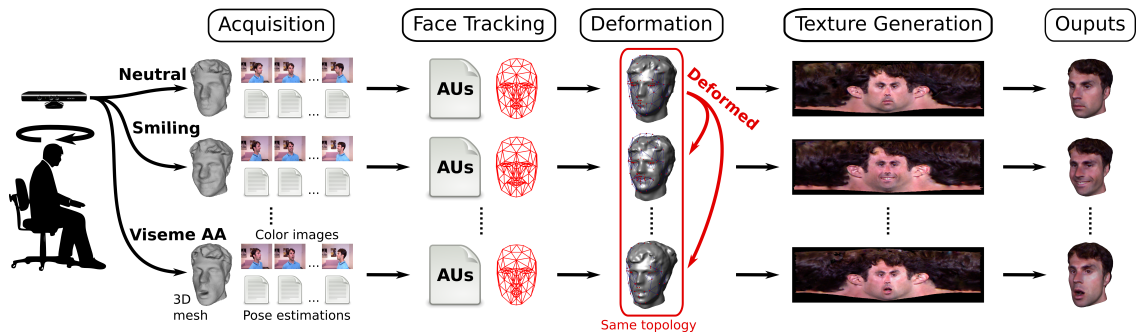 Acquisition
Face Tracking
Deformation
Texture Generation
Ouputs
Neutral
...
AUs
Deformed
Smiling
...
AUs
Color images
Viseme AA
...
AUs
3D
mesh
...
Pose estimations
Same topology